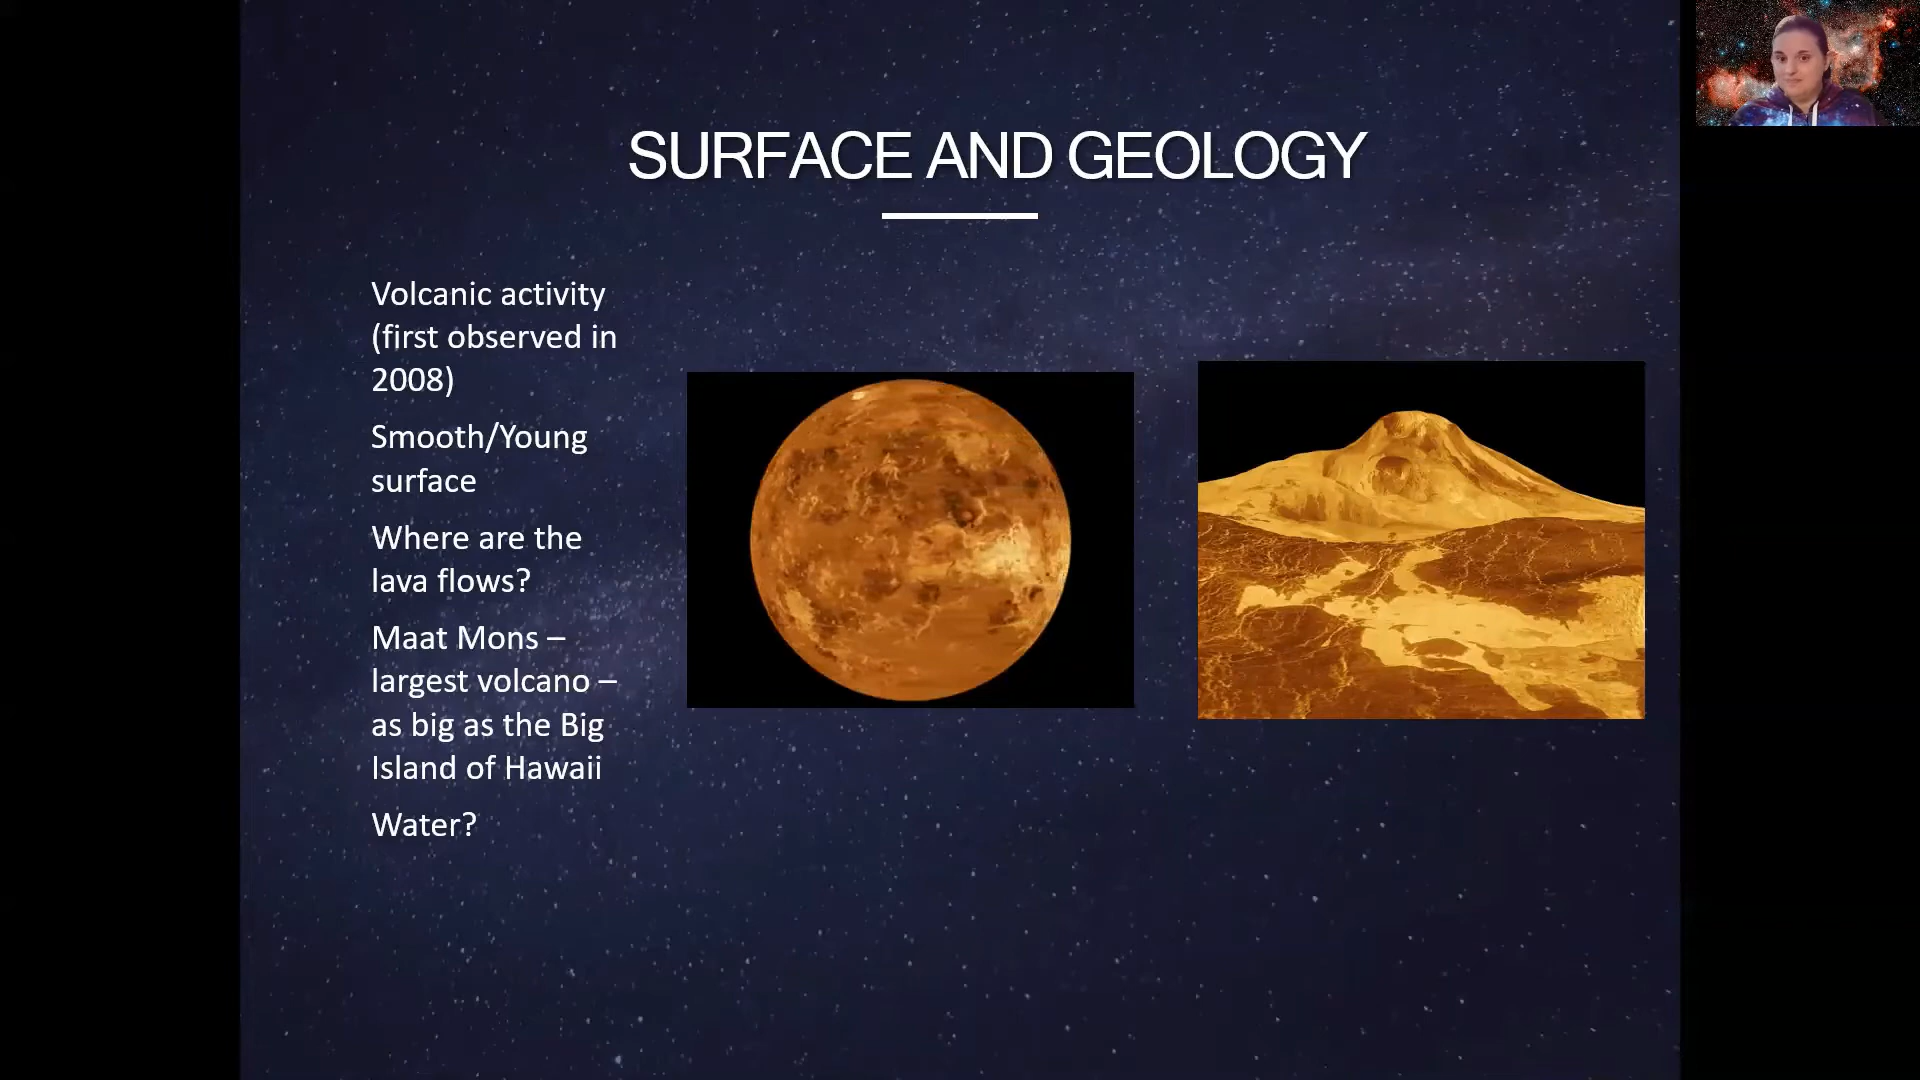 SURFACE AND GEOLOGY
Volcanic activity
(first observed in
2008)
Smooth/Young
surface
Where are the
lava flows?
Maat Mons –
largest volcano –
as big as the Big
Island of Hawaii
Water?